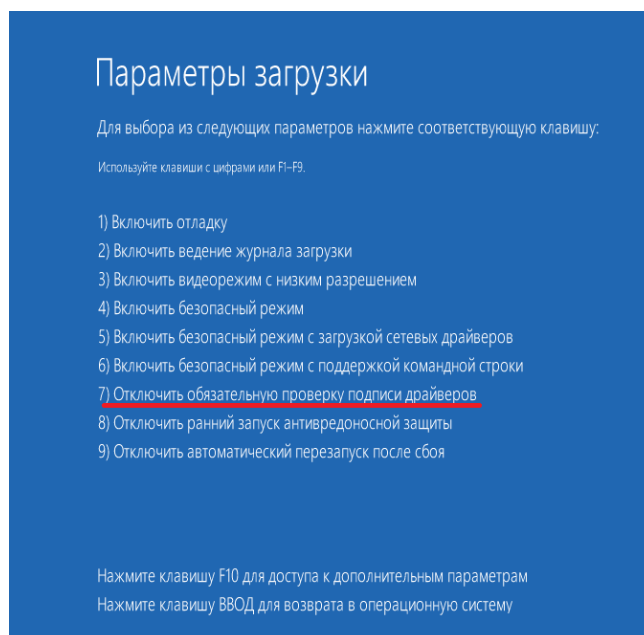 Параметры загрузки
Для выбора из следующих параметров нажмите соответствующую клавишу:
Используйте клавиши с цифрами или F1–F9.
1) Включить отладку
2) Включить ведение журнала загрузки
3) Включить видеорежим с низким разрешением
4) Включить безопасный режим
5) Включить безопасный режим с загрузкой сетевых драйверов
6) Включить безопасный режим с поддержкой командной строки
7) Отключить обязательную проверку подписи драйверов
8) Отключить ранний запуск антивредоносной защиты
9) Отключить автоматический перезапуск после сбоя
Нажмите клавишу F10 для доступа к дополнительным параметрам
Нажмите клавишу ВВОД для возврата в операционную систему